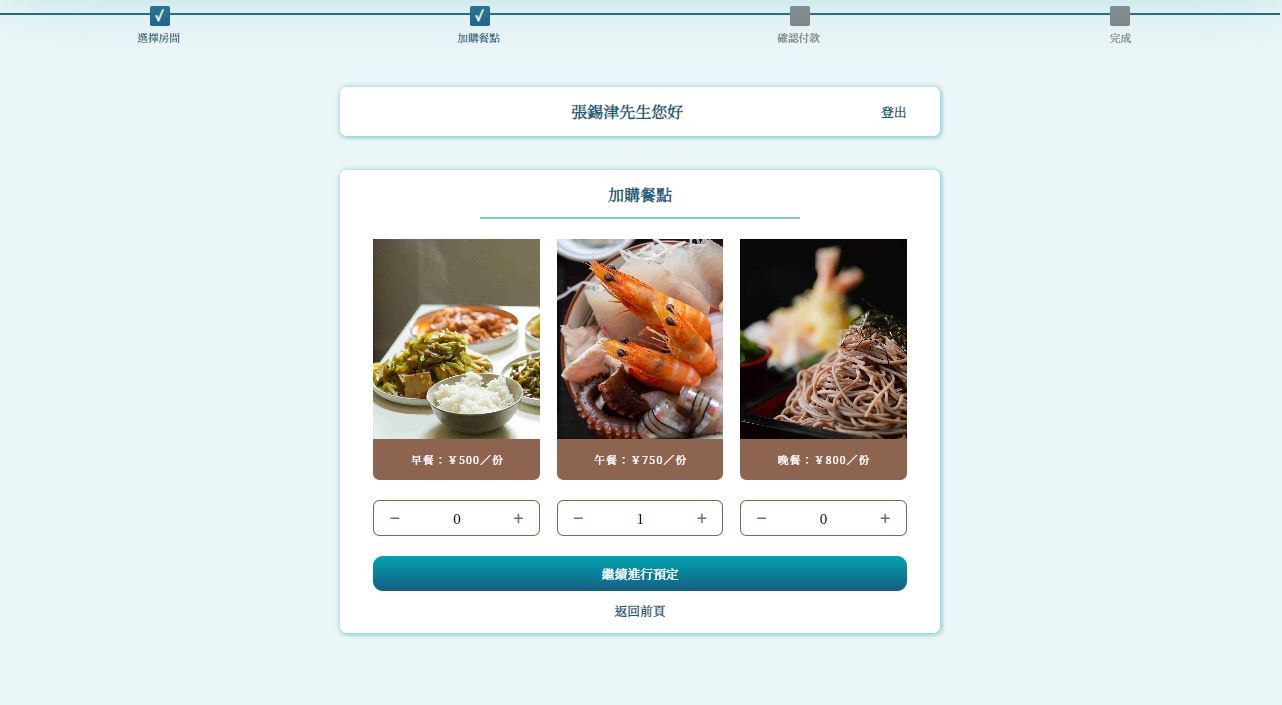 選擇房間
加購餐點
確認付款
完成
張錫津先生您好
登出
加購餐點
早餐：¥500／份
午餐：¥750／份
晚餐：¥800／份
− 0 +
− 1 +
− 0 +
繼續進行預定
返回前頁